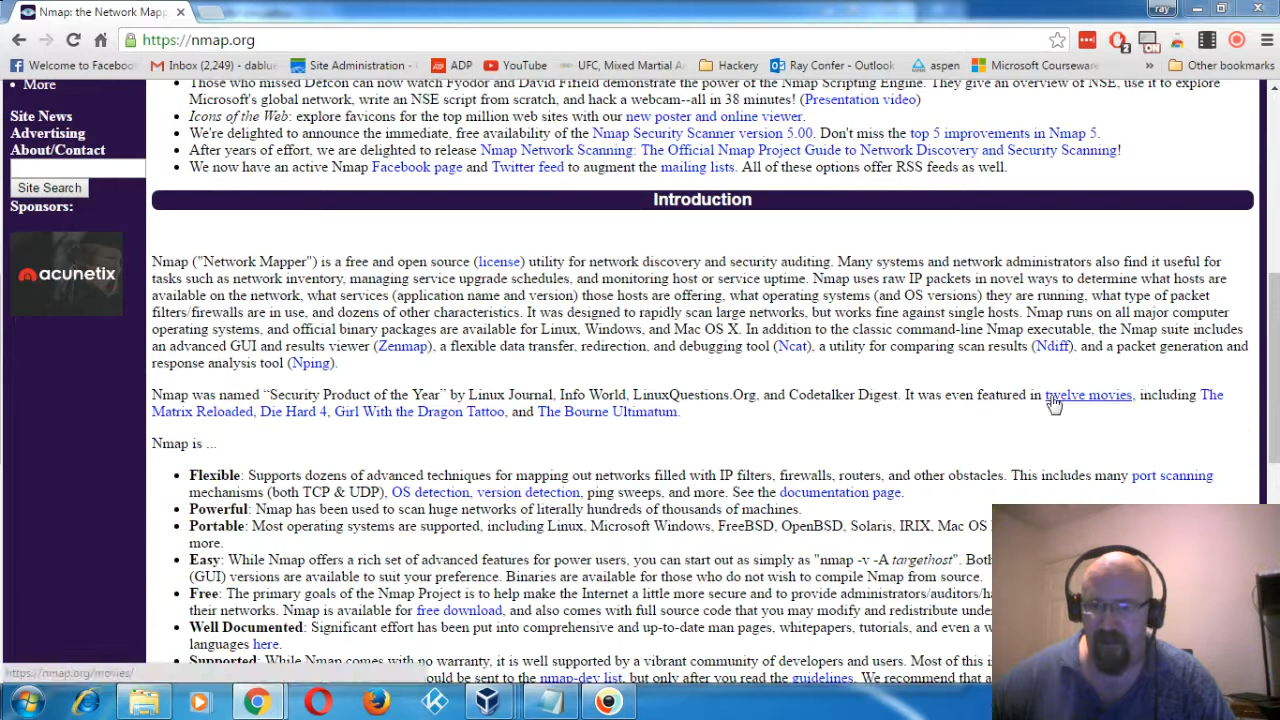 Nmap: the Network Mapp
ray
https://nmap.org
2
ON
Welcome to Facebook
Inbox (2,249) - dablue
Site Administration -
ADP
YouTube
UFC, Mixed Martial Ar
Hackery
Ray Confer - Outlook
aspen
Microsoft Courseware
»
Other bookmarks
More
Site News
Advertising
About/Contact
Site Search
Sponsors:
acunetix
Those who missed Defcon can now watch Fyodor and David Fifield demonstrate the power of the Nmap Scripting Engine. They give an overview of NSE, use it to explore
Microsoft's global network, write an NSE script from scratch, and hack a webcam--all in 38 minutes! (Presentation video)
Icons of the Web: explore favicons for the top million web sites with our new poster and online viewer.
We're delighted to announce the immediate, free availability of the Nmap Security Scanner version 5.00. Don't miss the top 5 improvements in Nmap 5.
After years of effort, we are delighted to release Nmap Network Scanning: The Official Nmap Project Guide to Network Discovery and Security Scanning!
We now have an active Nmap Facebook page and Twitter feed to augment the mailing lists. All of these options offer RSS feeds as well.
Introduction
Nmap ("Network Mapper") is a free and open source (license) utility for network discovery and security auditing. Many systems and network administrators also find it useful for
tasks such as network inventory, managing service upgrade schedules, and monitoring host or service uptime. Nmap uses raw IP packets in novel ways to determine what hosts are
available on the network, what services (application name and version) those hosts are offering, what operating systems (and OS versions) they are running, what type of packet
filters/firewalls are in use, and dozens of other characteristics. It was designed to rapidly scan large networks, but works fine against single hosts. Nmap runs on all major computer
operating systems, and official binary packages are available for Linux, Windows, and Mac OS X. In addition to the classic command-line Nmap executable, the Nmap suite includes
an advanced GUI and results viewer (Zenmap), a flexible data transfer, redirection, and debugging tool (Ncat), a utility for comparing scan results (Ndiff), and a packet generation and
response analysis tool (Nping).
Nmap was named “Security Product of the Year” by Linux Journal, Info World, LinuxQuestions.Org, and Codetalker Digest. It was even featured in twelve movies, including The
Matrix Reloaded, Die Hard 4, Girl With the Dragon Tattoo, and The Bourne Ultimatum.
Nmap is ...
Flexible: Supports dozens of advanced techniques for mapping out networks filled with IP filters, firewalls, routers, and other obstacles. This includes many port scanning
mechanisms (both TCP & UDP), OS detection, version detection, ping sweeps, and more. See the documentation page.
Powerful: Nmap has been used to scan huge networks of literally hundreds of thousands of machines.
Portable: Most operating systems are supported, including Linux, Microsoft Windows, FreeBSD, OpenBSD, Solaris, IRIX, Mac OS
more.
Easy: While Nmap offers a rich set of advanced features for power users, you can start out as simply as "nmap -v -A targethost". Both
(GUI) versions are available to suit your preference. Binaries are available for those who do not wish to compile Nmap from source.
Free: The primary goals of the Nmap Project is to help make the Internet a little more secure and to provide administrators/auditors/ha
their networks. Nmap is available for free download, and also comes with full source code that you may modify and redistribute unde
Well Documented: Significant effort has been put into comprehensive and up-to-date man pages, whitepapers, tutorials, and even a w
languages here.
Supported: While Nmap comes with no warranty, it is well supported by a vibrant community of developers and users. Most of this i
ould be sent to the nmap-dev list, but only after you read the guidelines. We recommend that a
https://nmap.org/movies/